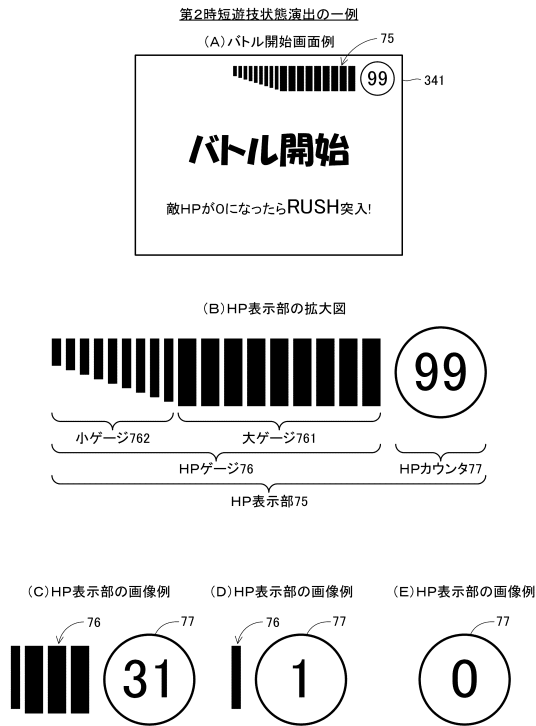 第2時短遊技状態演出の一例
(A)バトル開始画面例
75
99
341
バトル開始
敵HPが0になったらRUSH突入!
(B)HP表示部の拡大図
99
小ゲージ762
大ゲージ761
HPゲージ76
HPカウンタ77
HP表示部75
(C)HP表示部の画像例
(D)HP表示部の画像例
(E)HP表示部の画像例
76
77
76
77
77
31
1
0